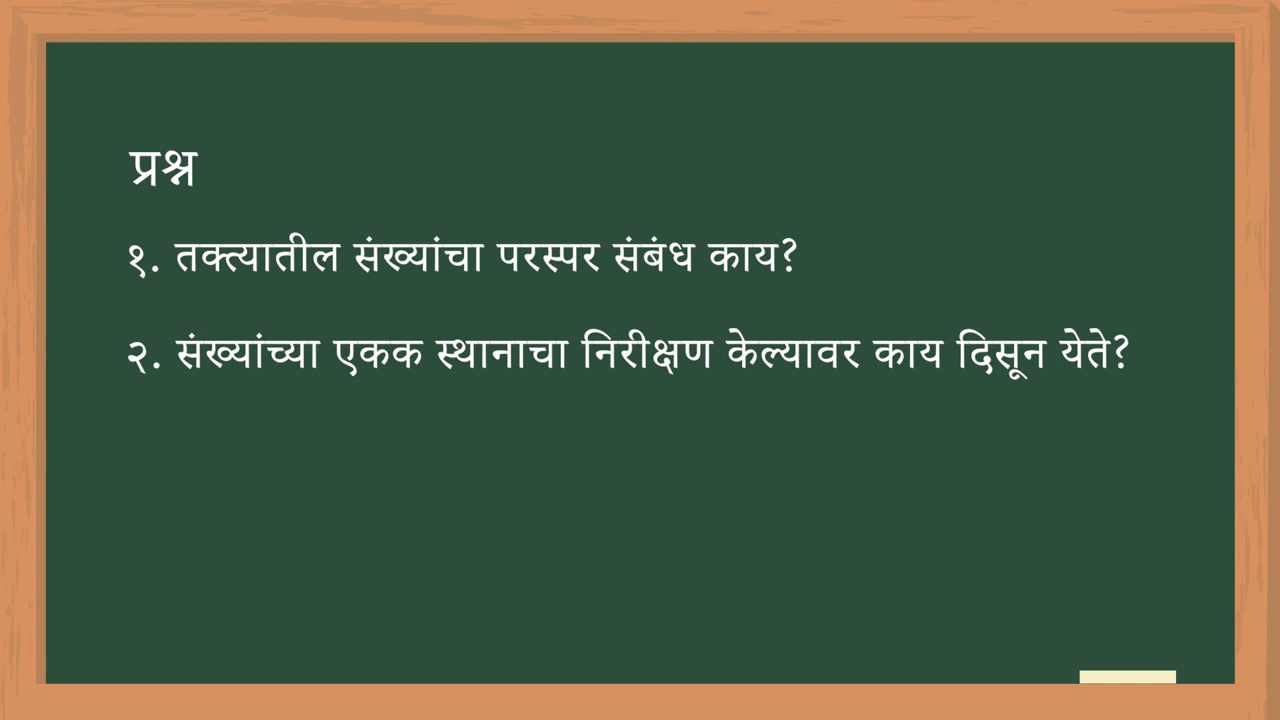 प्रश्न
१. तक्त्यातील संख्यांचा परस्पर संबंध काय?
२. संख्यांच्या एकक स्थानाचा निरीक्षण केल्यावर काय दिसून येते?